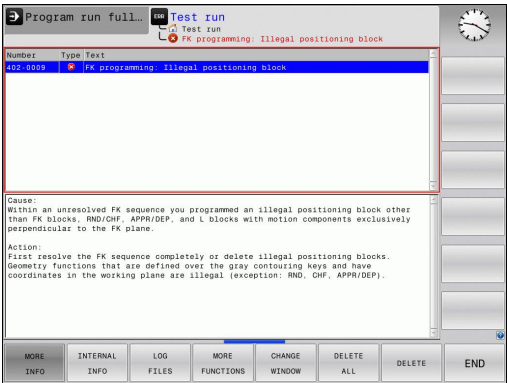 Program run full…
ERR
Test run
Test run
FK programming: Illegal positioning block
Number Type Text
402-0009 FK programming: Illegal positioning block
Cause:
Within an unresolved FK sequence you programmed an illegal positioning block other
than FK blocks, RND/CHF, APPR/DEP, and L blocks with motion components exclusively
perpendicular to the FK plane.
Action:
First resolve the FK sequence completely or delete illegal positioning blocks.
Geometry functions that are defined over the gray contouring keys and have
coordinates in the working plane are illegal (exception: RND, CHF, APPR/DEP).
MORE INFO
INTERNAL INFO
LOG FILES
MORE FUNCTIONS
CHANGE WINDOW
DELETE ALL
DELETE
END